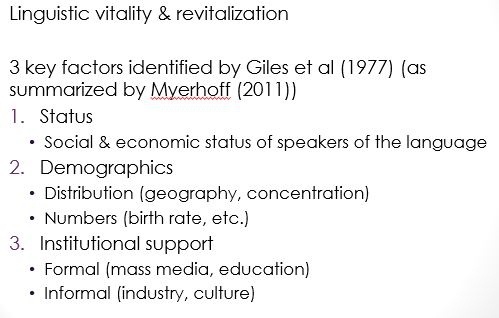 Linguistic vitality & revitalization
3 key factors identified by Giles et al (1977) (as
summarized by Myerhoff (2011))
1. Status
• Social & economic status of speakers of the language
2. Demographics
• Distribution (geography, concentration)
• Numbers (birth rate, etc.)
3. Institutional support
• Formal (mass media, education)
• Informal (industry, culture)